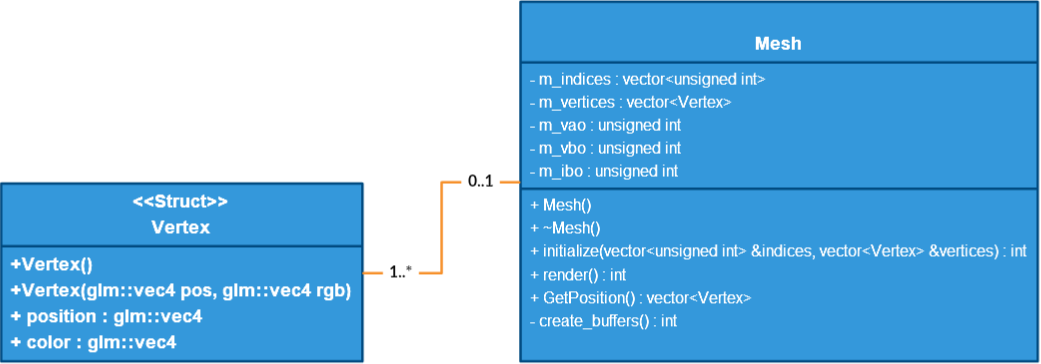 Mesh
- m_indices : vector<unsigned int>
- m_vertices : vector<Vertex>
- m_vao : unsigned int
- m_vbo : unsigned int
- m_ibo : unsigned int
+ Mesh()
+ ~Mesh()
+ initialize(vector<unsigned int> &indices, vector<Vertex> &vertices) : int
+ render() : int
+ GetPosition() : vector<Vertex>
- create_buffers() : int
0..1
1..*
<<Struct>>
Vertex
+Vertex()
+Vertex(glm::vec4 pos, glm::vec4 rgb)
+ position : glm::vec4
+ color : glm::vec4